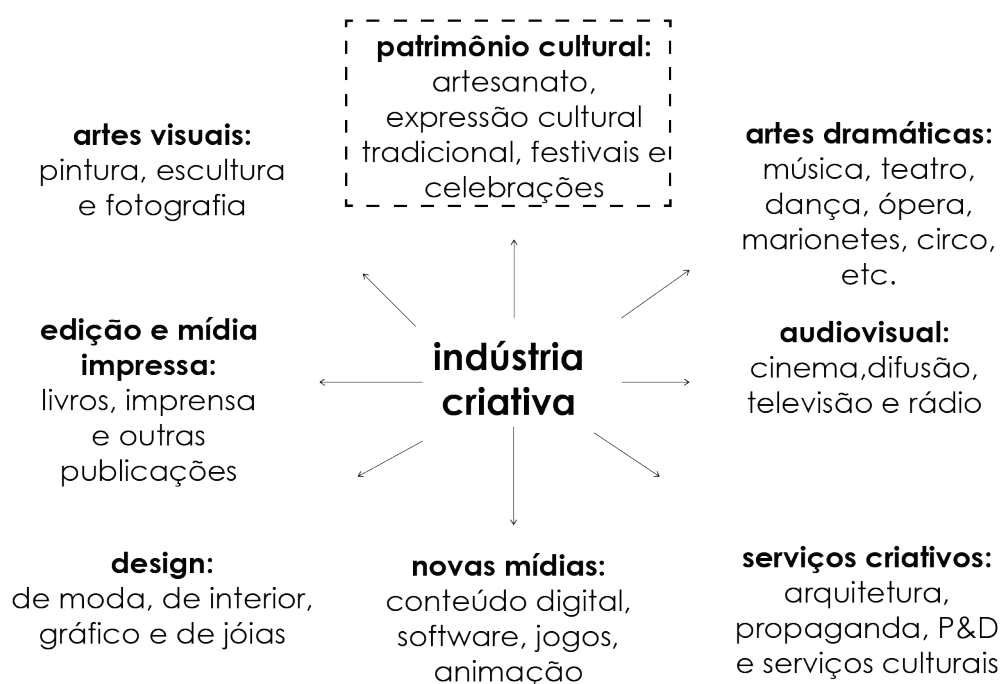 patrimônio cultural:
artesanato,
expressão cultural
tradicional, festivais e
celebrações
artes visuais:
pintura, escultura
e fotografia
artes dramáticas:
música, teatro,
dança, ópera,
marionetes, circo,
etc.
edição e mídia
impressa:
livros, imprensa
e outras
publicações
indústria
criativa
audiovisual:
cinema,difusão,
televisão e rádio
design:
de moda, de interior,
gráfico e de jóias
novas mídias:
conteúdo digital,
software, jogos,
animação
serviços criativos:
arquitetura,
propaganda, P&D
e serviços culturais